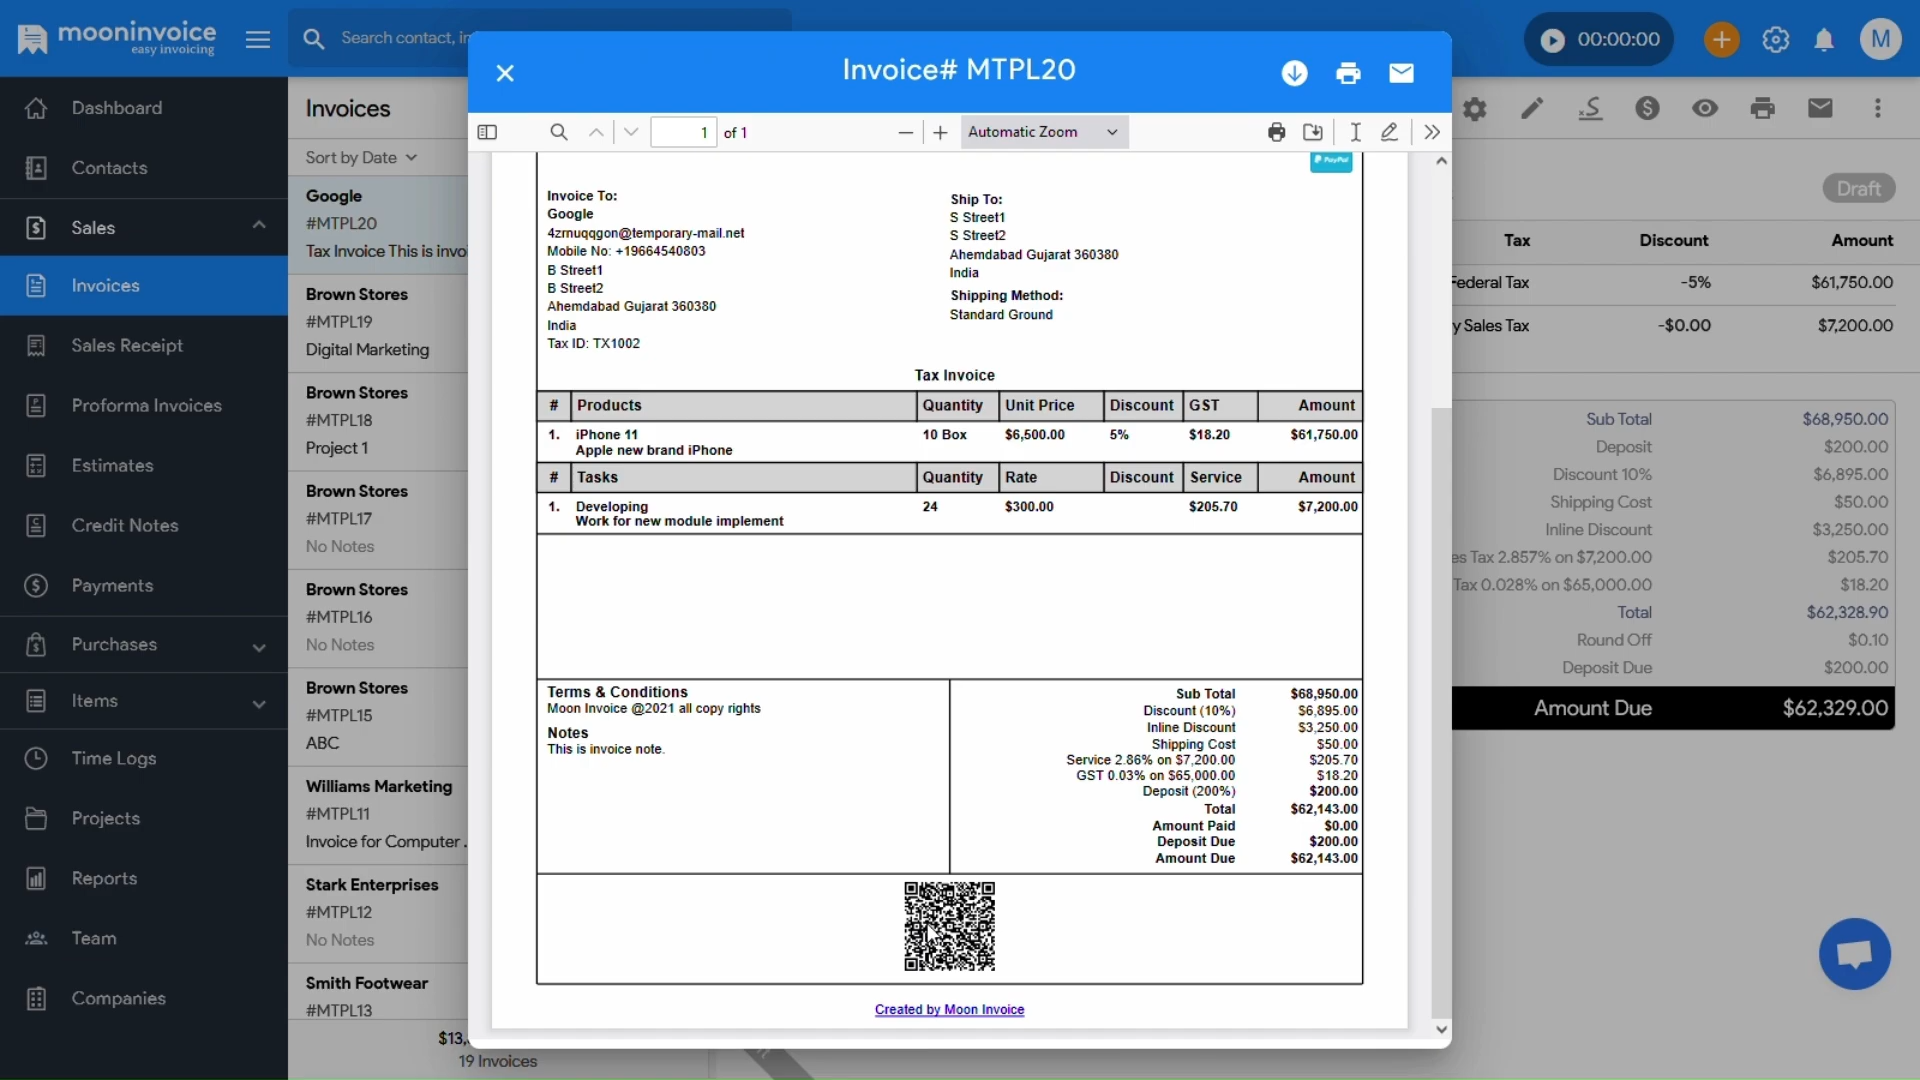 mooninvoice
easy invoicing
Search contact, in
00:00:00
M
Dashboard
Contacts
Sales
Invoices
Sales Receipt
Proforma Invoices
Estimates
Credit Notes
Payments
Purchases
Items
Time Logs
Projects
Reports
Team
Companies
Invoices
Sort by Date
Google
#MTPL20
Tax Invoice This is invo
Brown Stores
#MTPL19
Digital Marketing
Brown Stores
#MTPL18
Project 1
Brown Stores
#MTPL17
No Notes
Brown Stores
#MTPL16
No Notes
Brown Stores
#MTPL15
ABC
Williams Marketing
#MTPL11
Invoice for Computer .
Stark Enterprises
#MTPL12
No Notes
Smith Footwear
#MTPL13
$13,
19 Invoices
Invoice# MTPL20
1 of 1
Automatic Zoom
PayPal
Invoice To:
Google
4zrnuqqgon@temporary-mail.net
Mobile No: +19664540803
B Street1
B Street2
Ahemdabad Gujarat 360380
India
Tax ID: TX1002
Ship To:
S Street1
S Street2
Ahemdabad Gujarat 360380
India
Shipping Method:
Standard Ground
Tax Invoice
# Products Quantity Unit Price Discount GST Amount
1. iPhone 11 10 Box $6,500.00 5% $18.20 $61,750.00
Apple new brand iPhone
# Tasks Quantity Rate Discount Service Amount
1. Developing 24 $300.00 $205.70 $7,200.00
Work for new module implement
Terms & Conditions
Moon Invoice @2021 all copy rights
Notes
This is invoice note.
Sub Total $68,950.00
Discount (10%) $6,895.00
Inline Discount $3,250.00
Shipping Cost $50.00
Service 2.86% on $7,200.00 $205.70
GST 0.03% on $65,000.00 $18.20
Deposit (200%) $200.00
Total $62,143.00
Amount Paid $0.00
Deposit Due $200.00
Amount Due $62,143.00
Created by Moon Invoice
Draft
Tax Discount Amount
Federal Tax -5% $61,750.00
y Sales Tax -$0.00 $7,200.00
Sub Total $68,950.00
Deposit $200.00
Discount 10% $6,895.00
Shipping Cost $50.00
Inline Discount $3,250.00
es Tax 2.857% on $7,200.00 $205.70
Tax 0.028% on $65,000.00 $18.20
Total $62,328.90
Round Off $0.10
Deposit Due $200.00
Amount Due $62,329.00